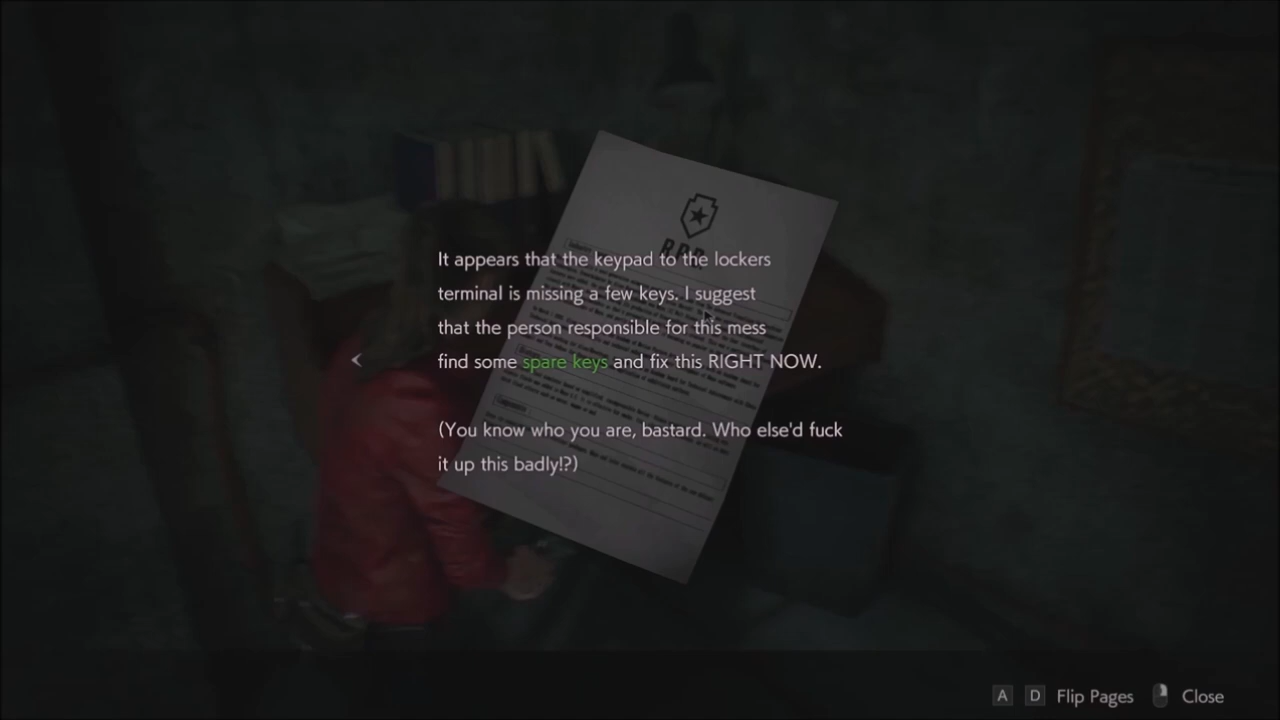 It appears that the keypad to the lockers
terminal is missing a few keys. I suggest
that the person responsible for this mess
find some spare keys and fix this RIGHT NOW.
(You know who you are, bastard. Who else'd fuck
it up this badly!?)
R.P.D.
A D Flip Pages Close